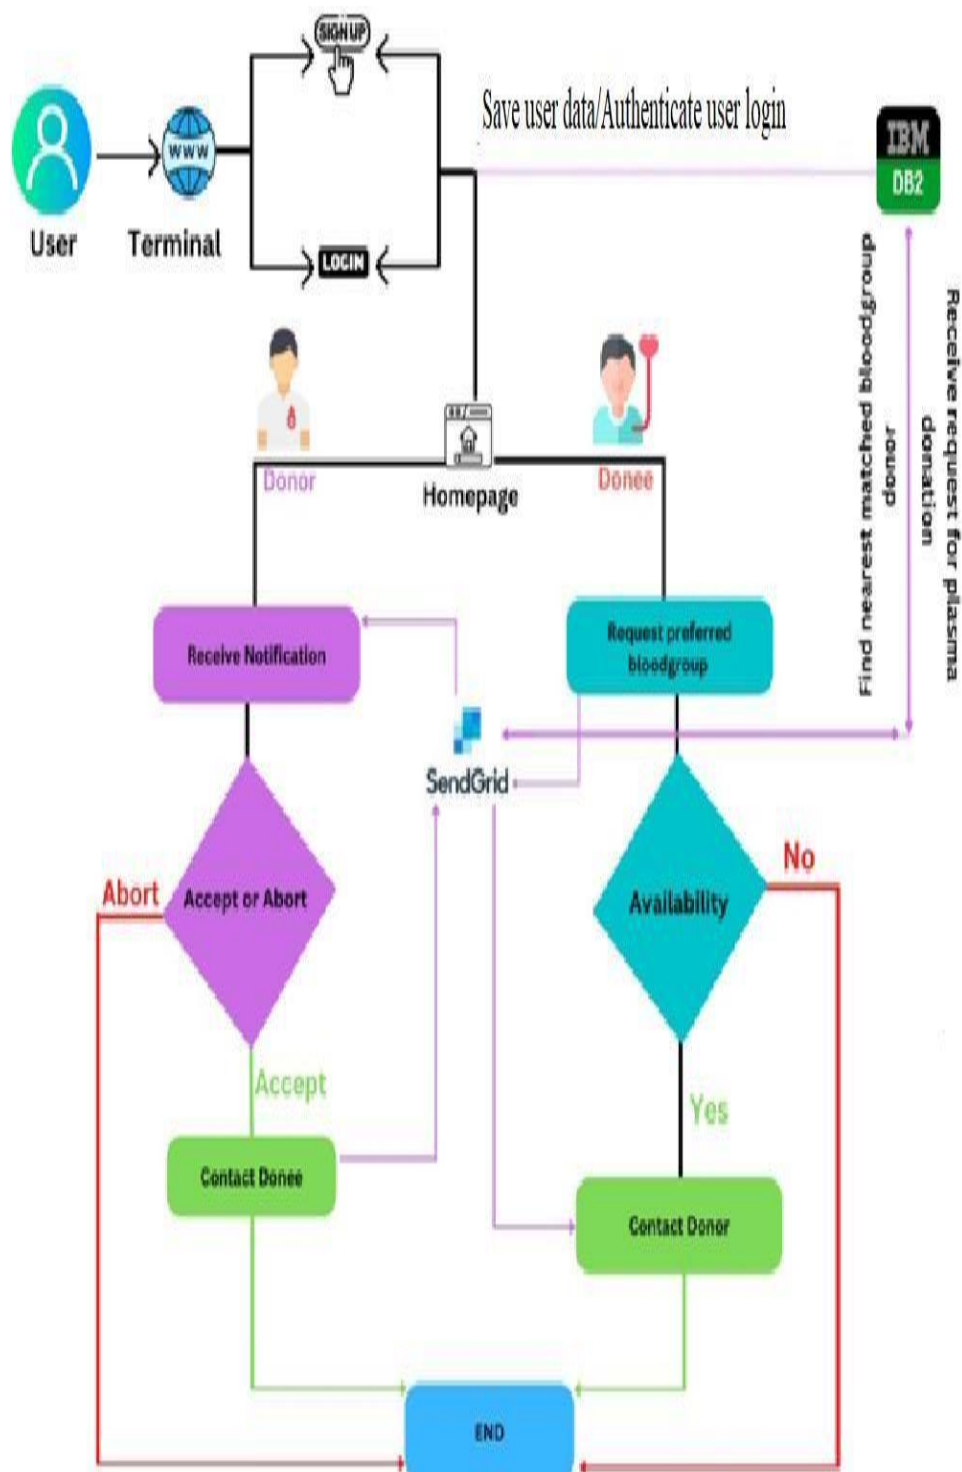 SIGN UP
Save user data/Authenticate user login
IBM
DB2
www
User
Terminal
LOGIN
Find nearest matched bloodgroup
donor
Receive request for plasma
donation
Donor
Homepage
Donee
Receive Notification
Request preferred
bloodgroup
SendGrid
Abort
Accept or Abort
No
Availability
Accept
Yes
Contact Donee
Contact Donor
END